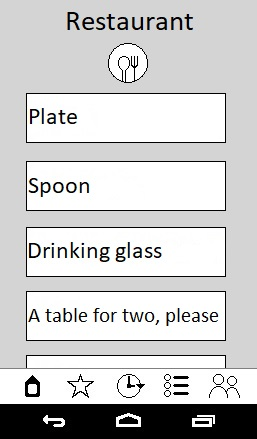 Restaurant
Plate
Spoon
Drinking glass
A table for two, please